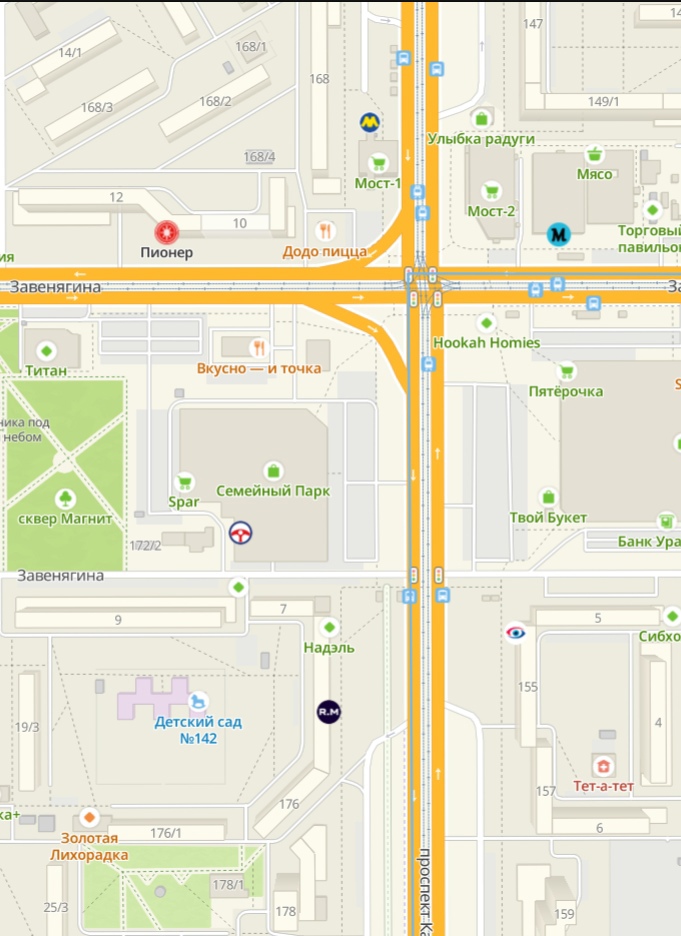 147
14/1
168/1
168
168/3
168/2
149/1
Улыбка радуги
168/4
Мост-1
Мясо
12
10
Мост-2
M
Торговый
павильон
Пионер
Додо пицца
Завенягина
За
Hookah Homies
Титан
Вкусно — и точка
Пятёрочка
S
ника под
небом
Семейный Парк
Spar
сквер Магнит
Твой Букет
172/2
Банк Ура
Завенягина
9
7
5
Надэль
Сибхо
155
R.M
Детский сад
№142
19/3
4
Тет-а-тет
157
176
ка+
176/1
6
Золотая
Лихорадка
проспект Ка
178/1
25/3
178
159